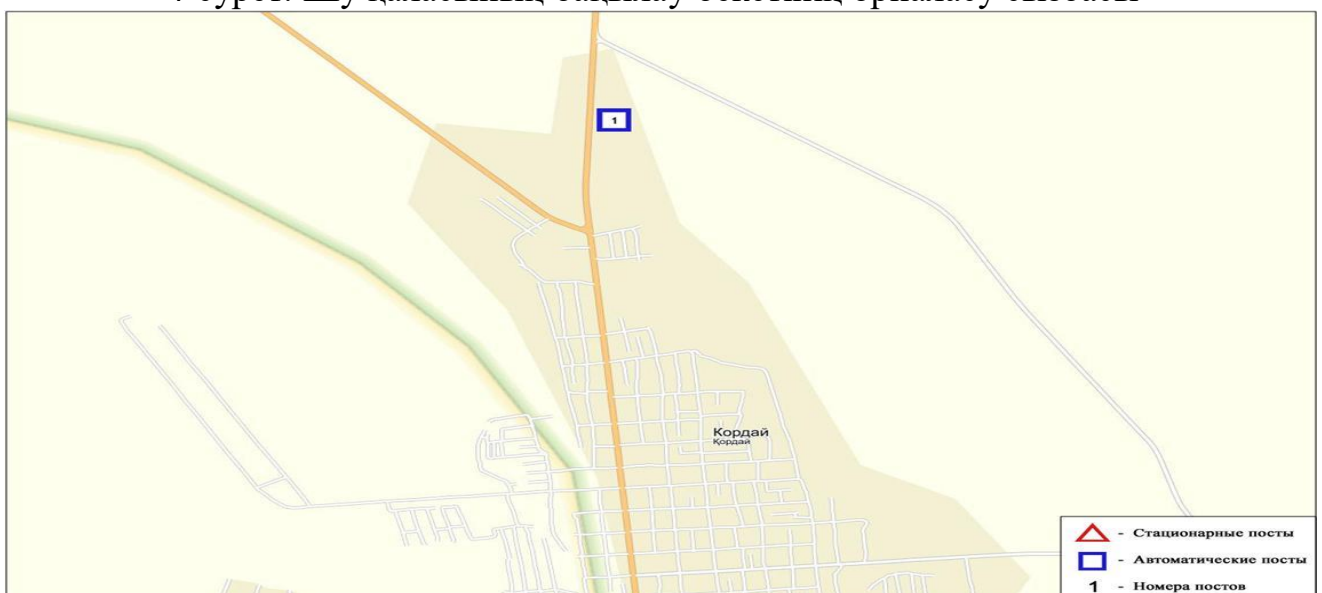 1
Кордай
Қордай
- Стационарные посты
- Автоматические посты
1 - Номера постов